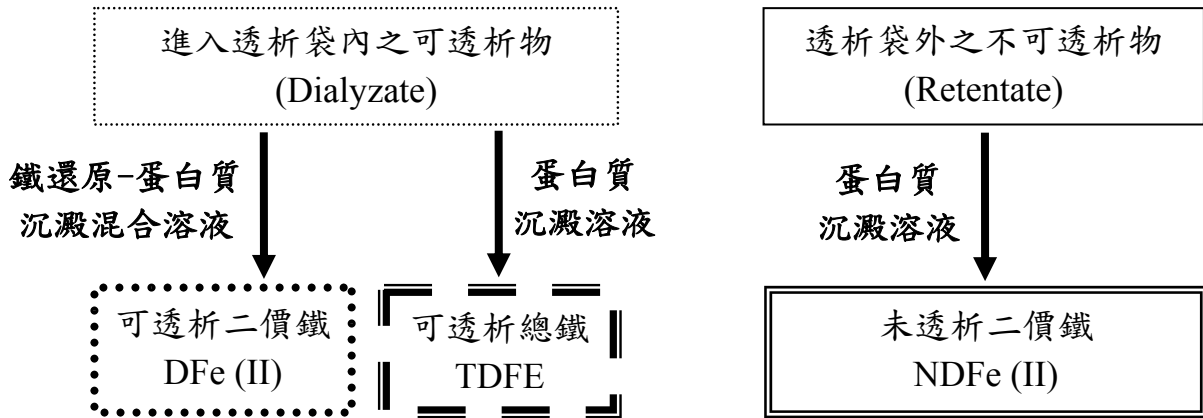 進入透析袋內之可透析物
(Dialyzate)
透析袋外之不可透析物
(Retentate)
鐵還原-蛋白質
沉澱混合溶液
蛋白質
沉澱溶液
蛋白質
沉澱溶液
可透析二價鐵
DFe (II)
可透析總鐵
TDFE
未透析二價鐵
NDFe (II)